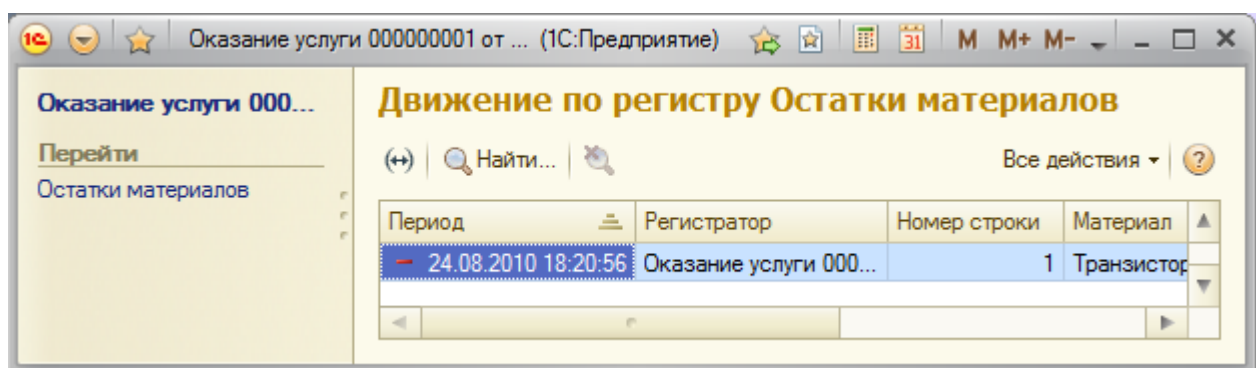 Оказание услуги 000000001 от ... (1С:Предприятие) 31 M M+ M-
Оказание услуги 000...
Перейти
Остатки материалов
Движение по регистру Остатки материалов
Найти... Все действия ?
Период Регистратор Номер строки Материал
24.08.2010 18:20:56 Оказание услуги 000... 1 Транзистор